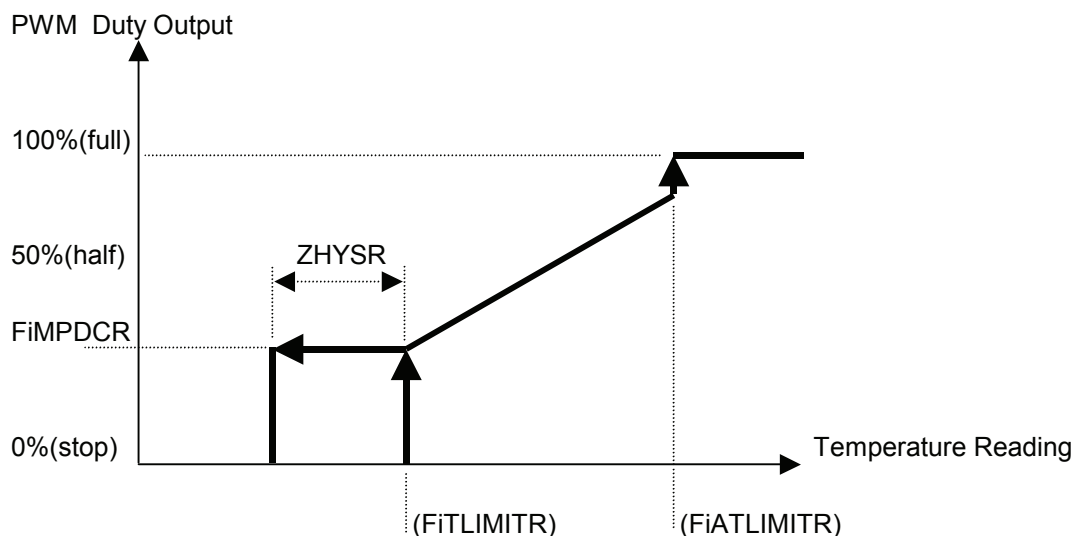 PWM Duty Output
100%(full)
50%(half)
ZHYSR
FiMPDCR
0%(stop)
Temperature Reading
(FiTLIMITR)
(FiATLIMITR)